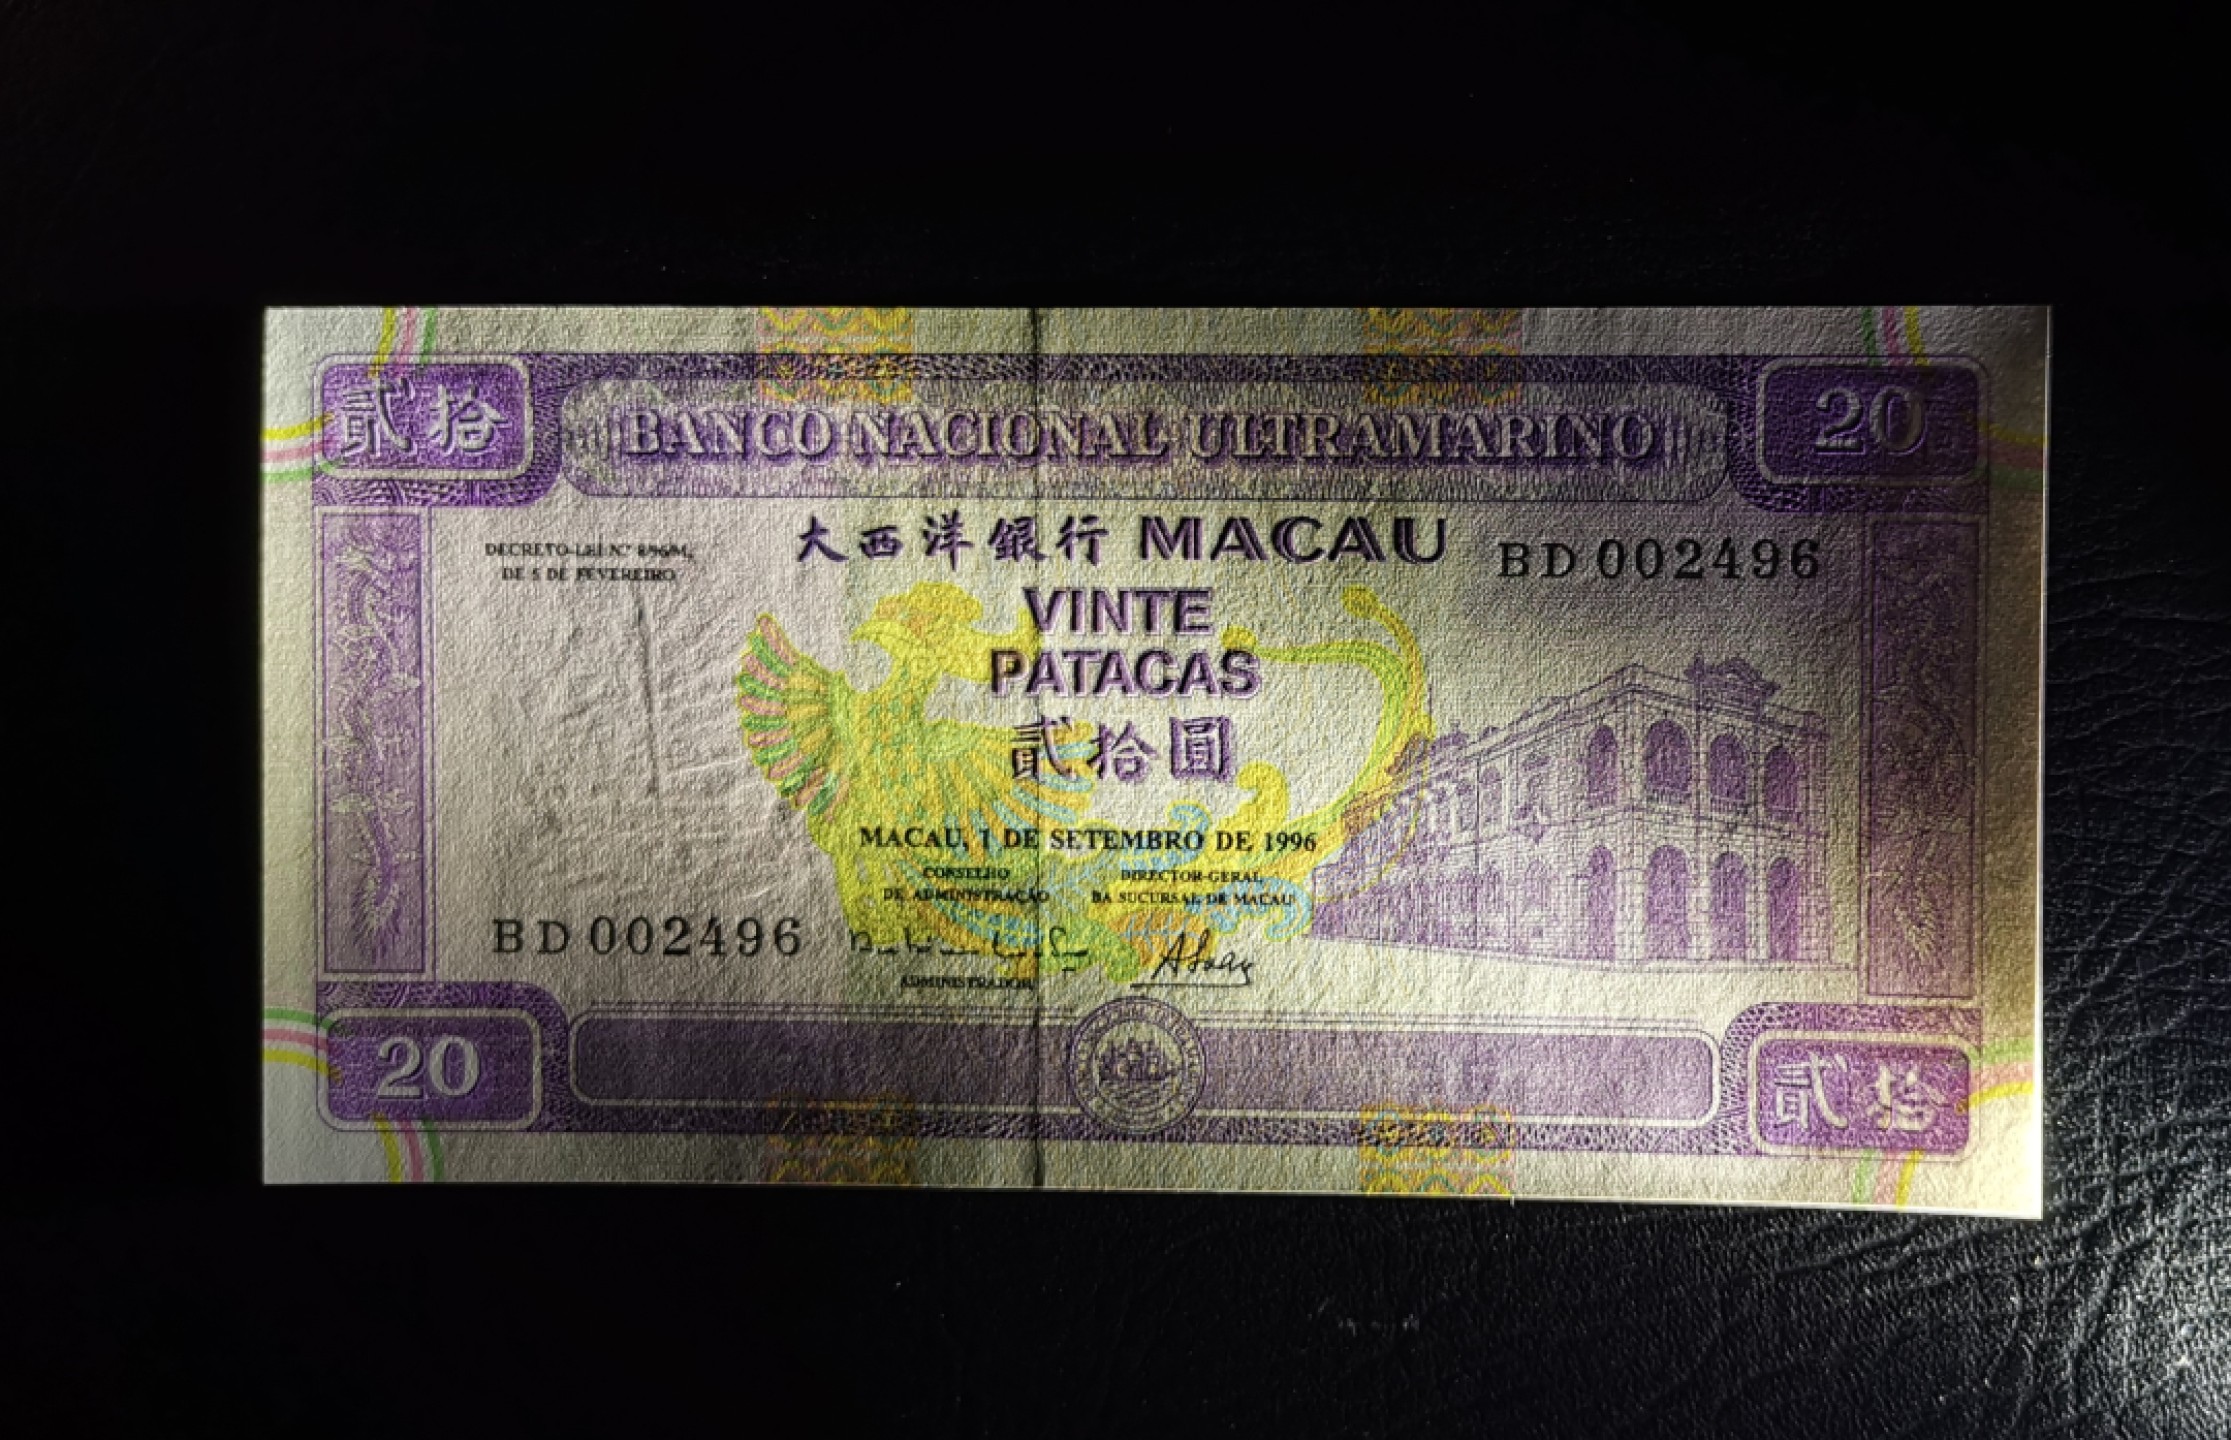 貳拾
BANCO NACIONAL ULTRAMARINO
20
大西洋銀行 MACAU
BD 002496
DECRETO-LEI N.º 8/96/M,
DE 5 DE FEVEREIRO
VINTE
PATACAS
貳拾圓
MACAU, 1 DE SETEMBRO DE 1996
CONSELHO
DE ADMINISTRAÇÃO
DIRECTOR-GERAL
DA SUCURSAL DE MACAU
BD 002496
ADMINISTRADOR
20
貳拾